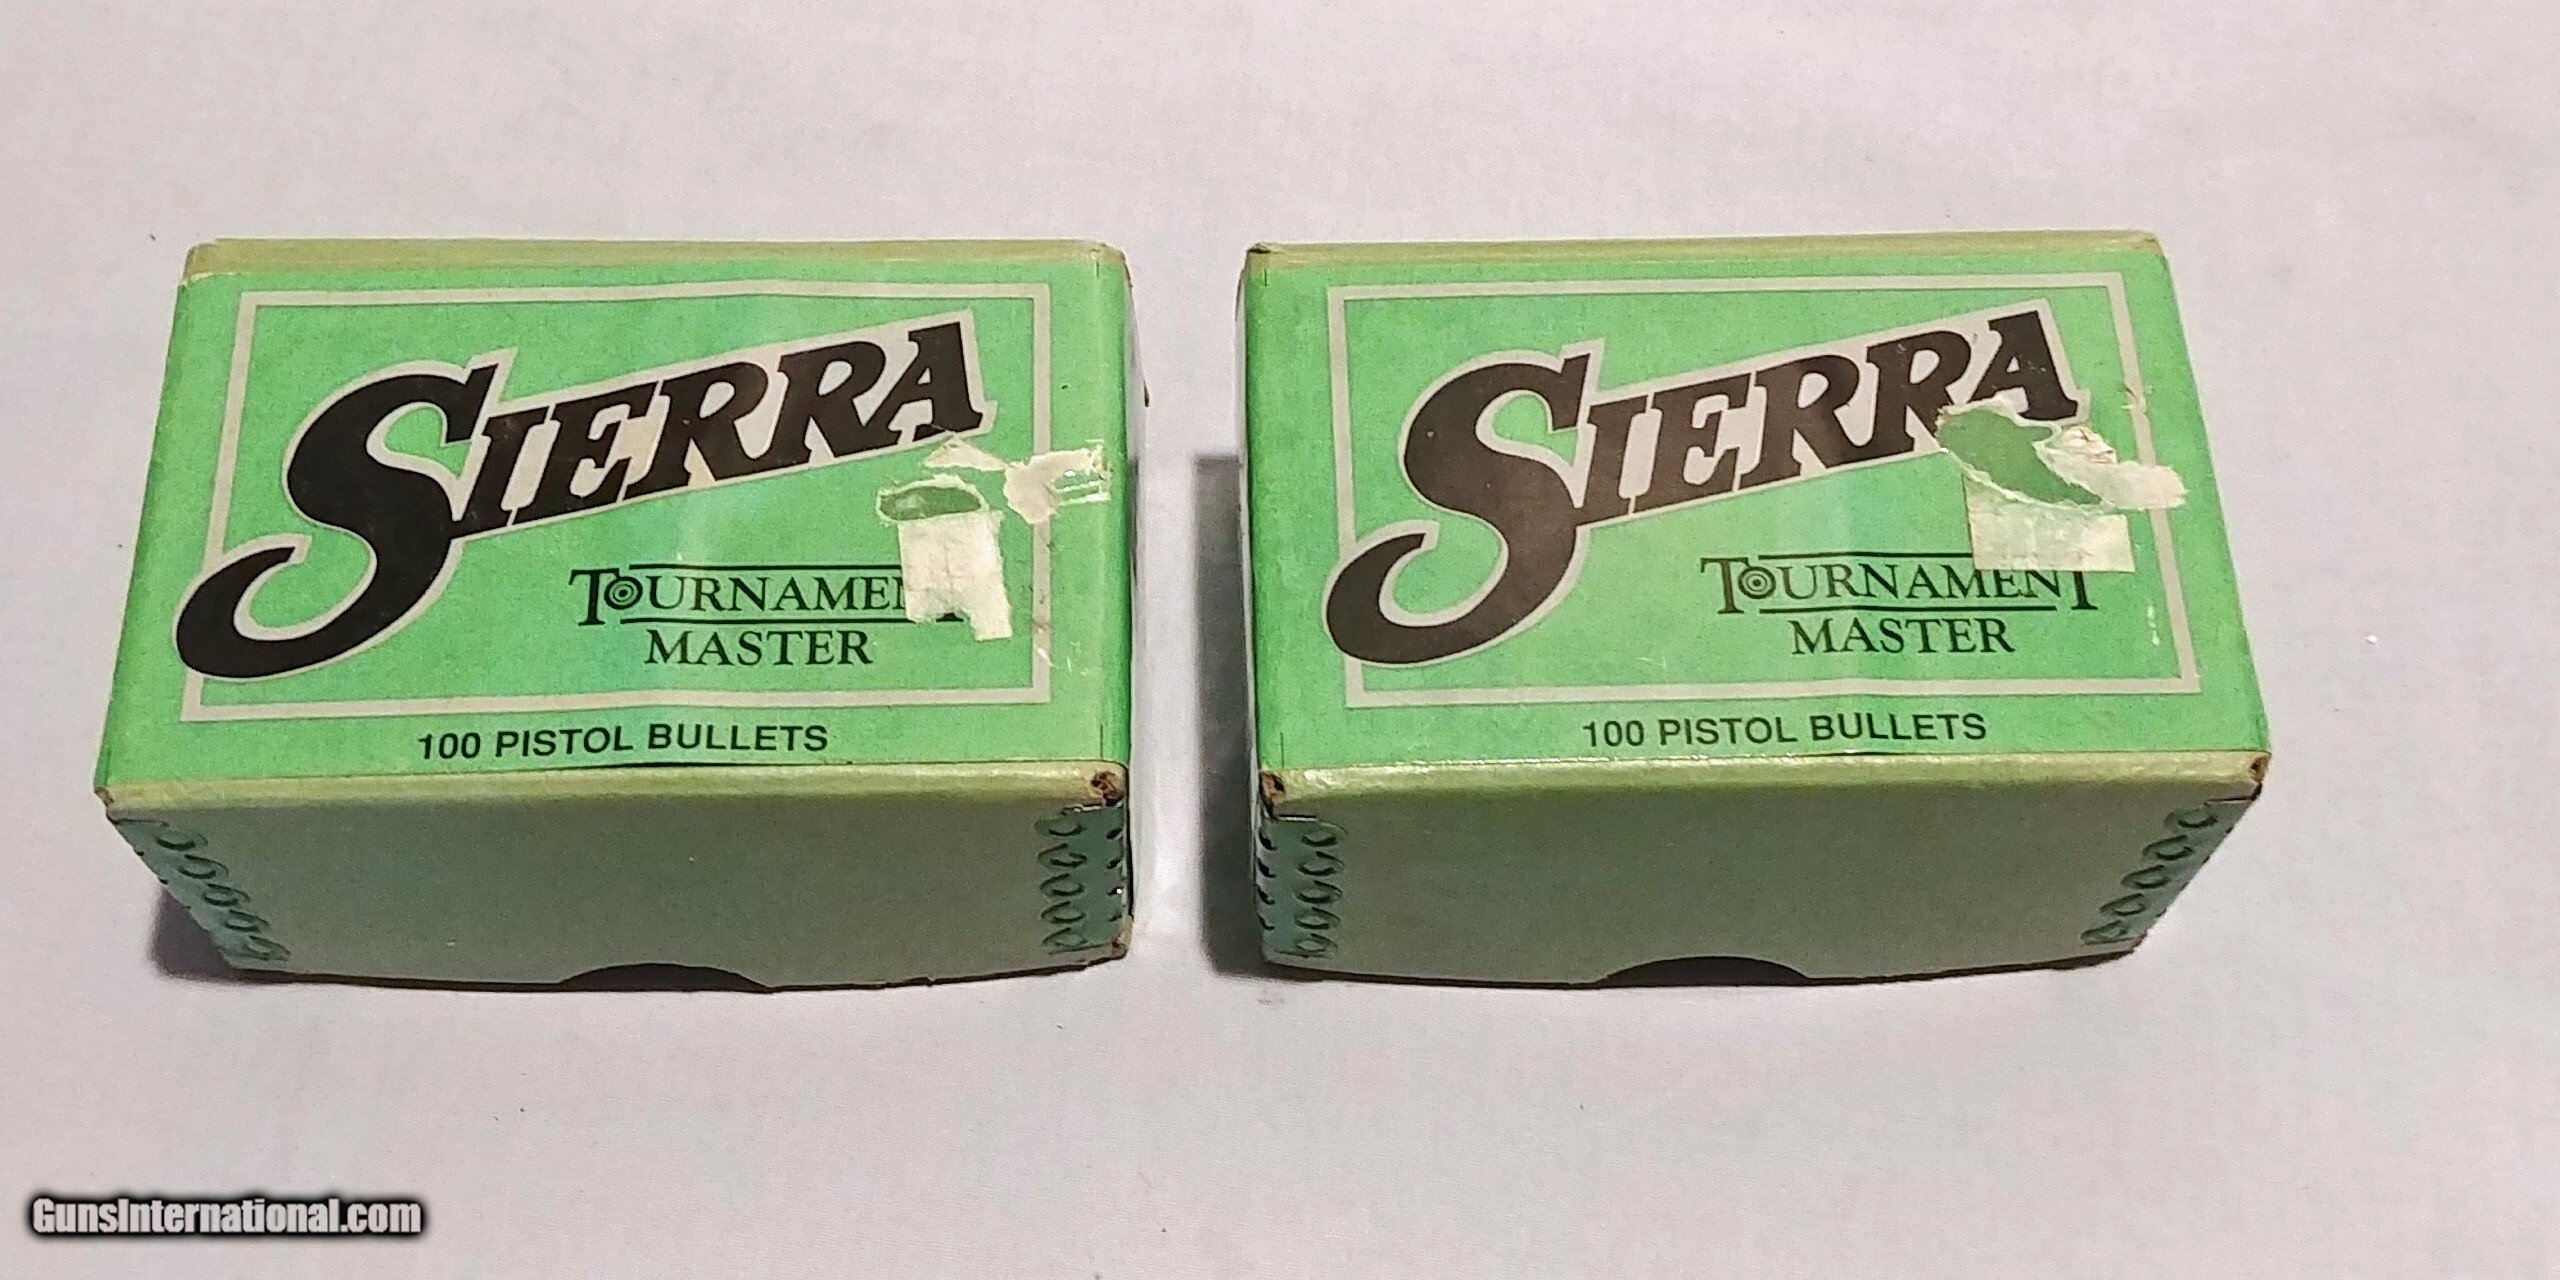 SIERRA
TOURNAMENT
MASTER
100 PISTOL BULLETS
SIERRA
TOURNAMENT
MASTER
100 PISTOL BULLETS
GunsInternational.com